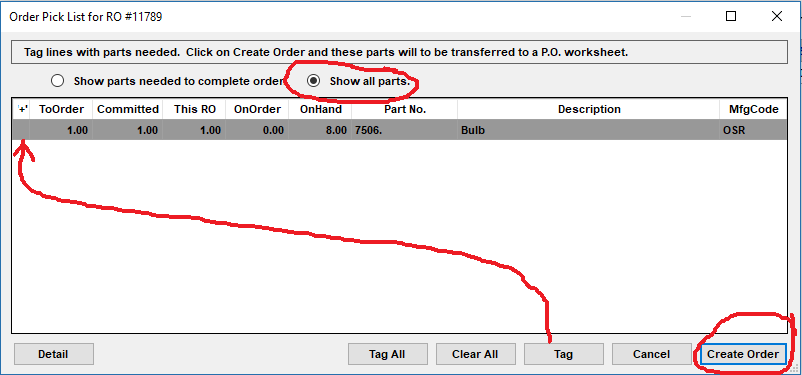 Order Pick List for RO #11789
Tag lines with parts needed. Click on Create Order and these parts will to be transferred to a P.O. worksheet.
Show parts needed to complete order Show all parts.
'+' ToOrder Committed This RO OnOrder OnHand Part No. Description MfgCode
1.00 1.00 1.00 0.00 8.00 7506. Bulb OSR
Detail Tag All Clear All Tag Cancel Create Order